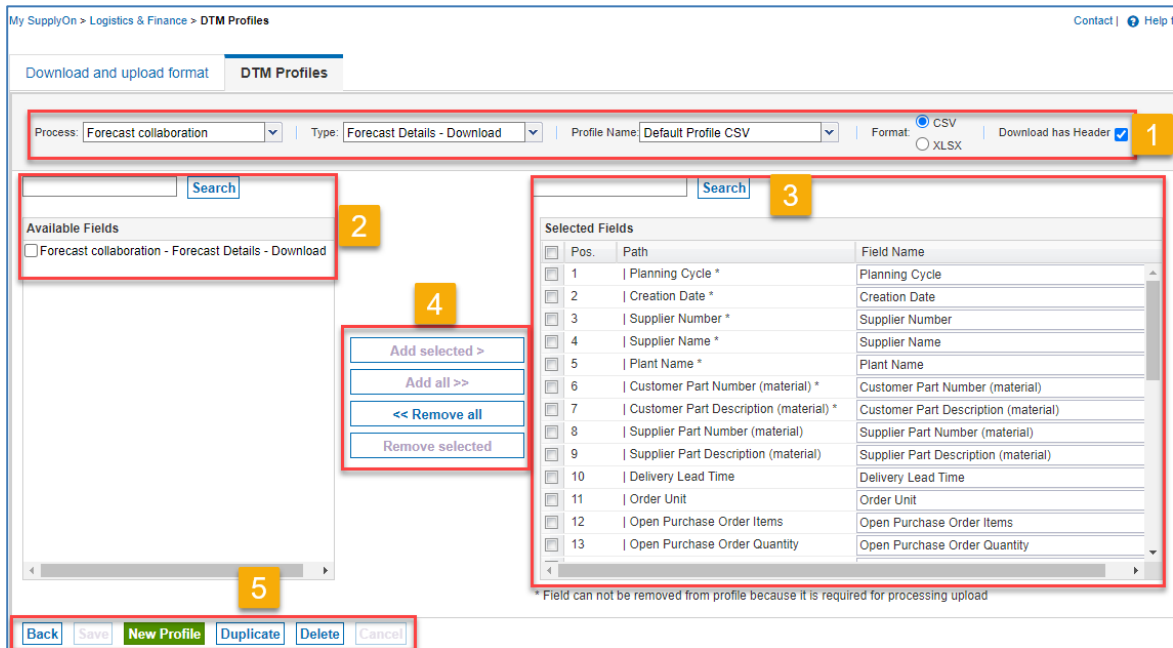 My SupplyOn > Logistics & Finance > DTM Profiles
Contact | Help
Download and upload format
DTM Profiles
Process: Forecast collaboration | Type: Forecast Details - Download | Profile Name: Default Profile CSV | Format: CSV Download has Header
XLSX
1
Search
Search
3
2
Available Fields
Forecast collaboration - Forecast Details - Download
Selected Fields
Pos. Path Field Name
1 | Planning Cycle * Planning Cycle
2 | Creation Date * Creation Date
3 | Supplier Number * Supplier Number
4 | Supplier Name * Supplier Name
5 | Plant Name * Plant Name
6 | Customer Part Number (material) * Customer Part Number (material)
7 | Customer Part Description (material) * Customer Part Description (material)
8 | Supplier Part Number (material) Supplier Part Number (material)
9 | Supplier Part Description (material) Supplier Part Description (material)
10 | Delivery Lead Time Delivery Lead Time
11 | Order Unit Order Unit
12 | Open Purchase Order Items Open Purchase Order Items
13 | Open Purchase Order Quantity Open Purchase Order Quantity
4
Add selected >
Add all >>
<< Remove all
Remove selected
* Field can not be removed from profile because it is required for processing upload
5
Back Save New Profile Duplicate Delete Cancel